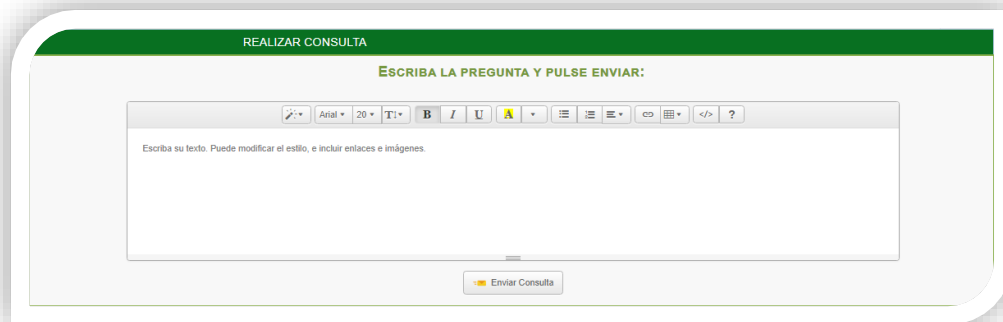 REALIZAR CONSULTA
ESCRIBA LA PREGUNTA Y PULSE ENVIAR:
Arial 20 T B I U A </> ?
Escriba su texto. Puede modificar el estilo, e incluir enlaces e imágenes.
Enviar Consulta